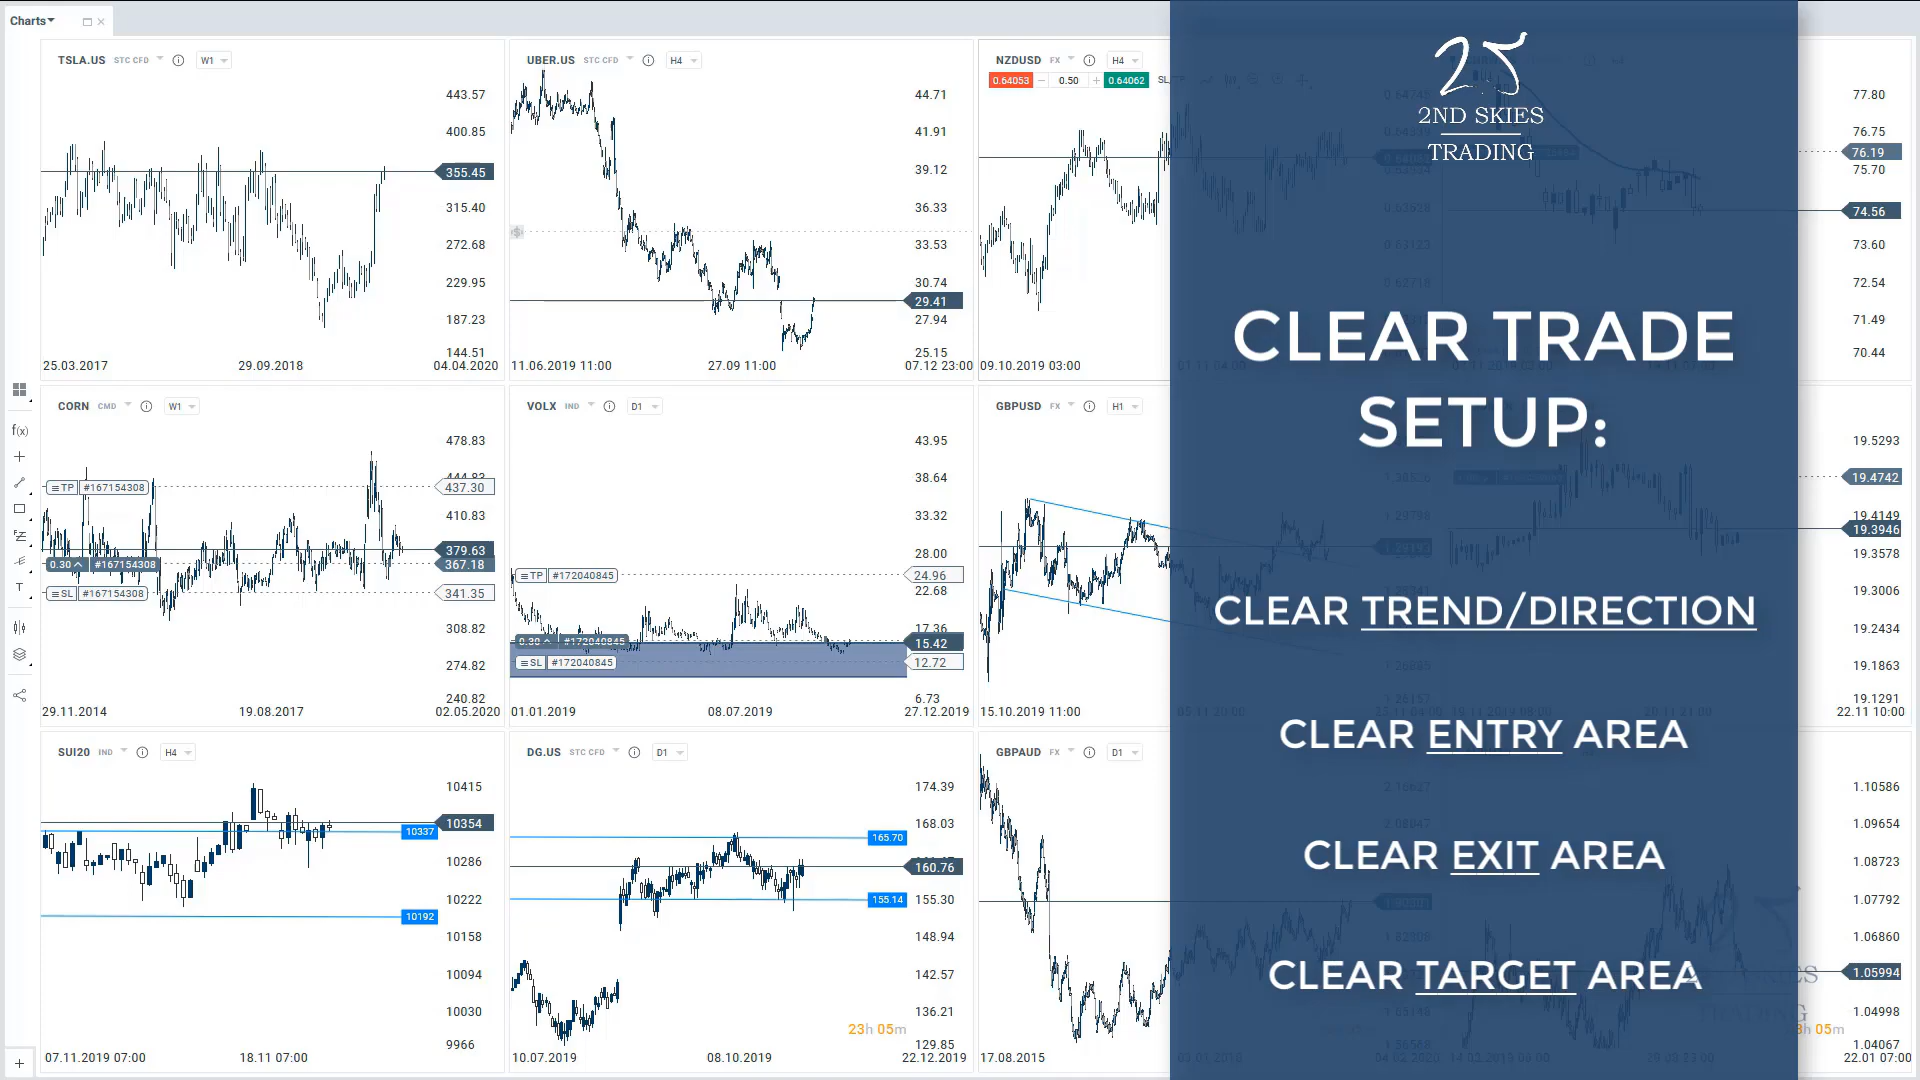 Charts
TSLA.US STC CFD W1
443.57
400.85
355.45
315.40
272.68
229.95
187.23
144.51
25.03.2017 29.09.2018 04.04.2020
UBER.US STC CFD H4
44.71
41.91
39.12
36.33
33.53
30.74
29.41
27.94
25.15
11.06.2019 11:00 27.09 11:00 07.12 23:00
NZDUSD FX H4
0.64053 0.50 0.64062
09.10.2019 03:00
77.80
76.75
76.19
75.70
74.56
73.60
72.54
71.49
70.44
CORN CMD W1
478.83
TP #167154308 437.30
410.83
379.63
0.30 #167154308 367.18
SL #167154308 341.35
308.82
274.82
240.82
29.11.2014 19.08.2017 02.05.2020
VOLX IND D1
43.95
38.64
33.32
28.00
TP #172040845 24.96
22.68
17.36
0.30 #172040845 15.42
SL #172040845 12.72
6.73
01.01.2019 08.07.2019 27.12.2019
GBPUSD FX H1
15.10.2019 11:00
19.5293
19.4742
19.4149
19.3946
19.3578
19.3006
19.2434
19.1863
19.1291
22.11 10:00
SUI20 IND H4
10415
10354
10337
10286
10222
10192
10158
10094
10030
9966
07.11.2019 07:00 18.11 07:00
DG.US STC CFD D1
174.39
168.03
165.70
160.76
155.30
155.14
148.94
142.57
136.21
129.85
23h 05m
10.07.2019 08.10.2019 22.12.2019
GBPAUD FX D1
17.08.2015
1.10586
1.09654
1.08723
1.07792
1.06860
1.05994
1.04998
1.04067
22.01 07:00
2ND SKIES
TRADING
CLEAR TRADE
SETUP:
CLEAR TREND/DIRECTION
CLEAR ENTRY AREA
CLEAR EXIT AREA
CLEAR TARGET AREA